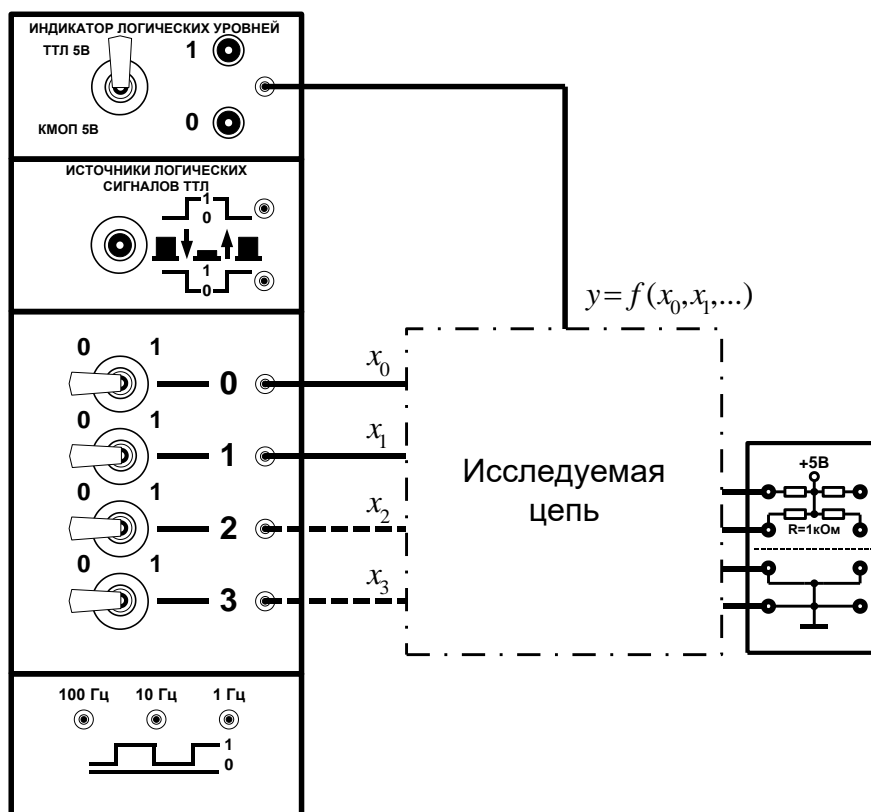 ИНДИКАТОР ЛОГИЧЕСКИХ УРОВНЕЙ
ТТЛ 5В
1
КМОП 5В
0
ИСТОЧНИКИ ЛОГИЧЕСКИХ
СИГНАЛОВ ТТЛ
1
0
1
0
y = f(x₀,x₁,...)
0 1
0
x₀
0 1
1
x₁
0 1
2
x₂
0 1
3
x₃
Исследуемая
цепь
+5В
R=1кОм
100 Гц 10 Гц 1 Гц
1
0